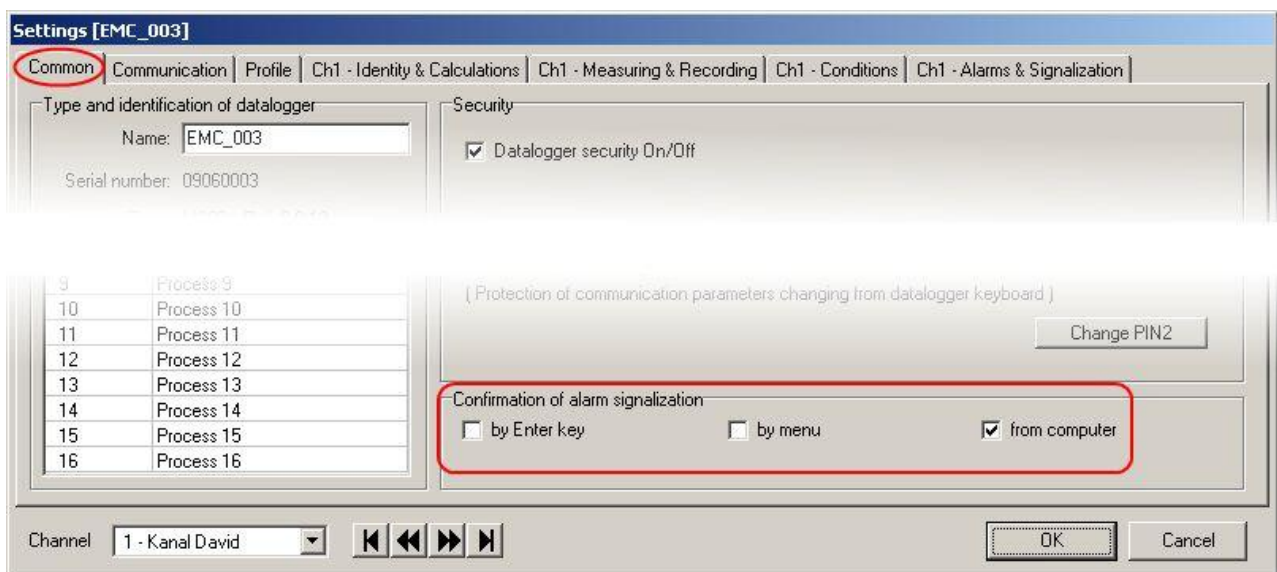 Settings [EMC_003]
Common Communication Profile Ch1 - Identity & Calculations Ch1 - Measuring & Recording Ch1 - Conditions Ch1 - Alarms & Signalization
Type and identification of datalogger
Name: EMC_003
Serial number: 09060003
Security
Datalogger security On/Off
9 Process 9
10 Process 10
11 Process 11
12 Process 12
13 Process 13
14 Process 14
15 Process 15
16 Process 16
( Protection of communication parameters changing from datalogger keyboard )
Change PIN2
Confirmation of alarm signalization
by Enter key by menu from computer
Channel 1 - Kanal David
OK Cancel